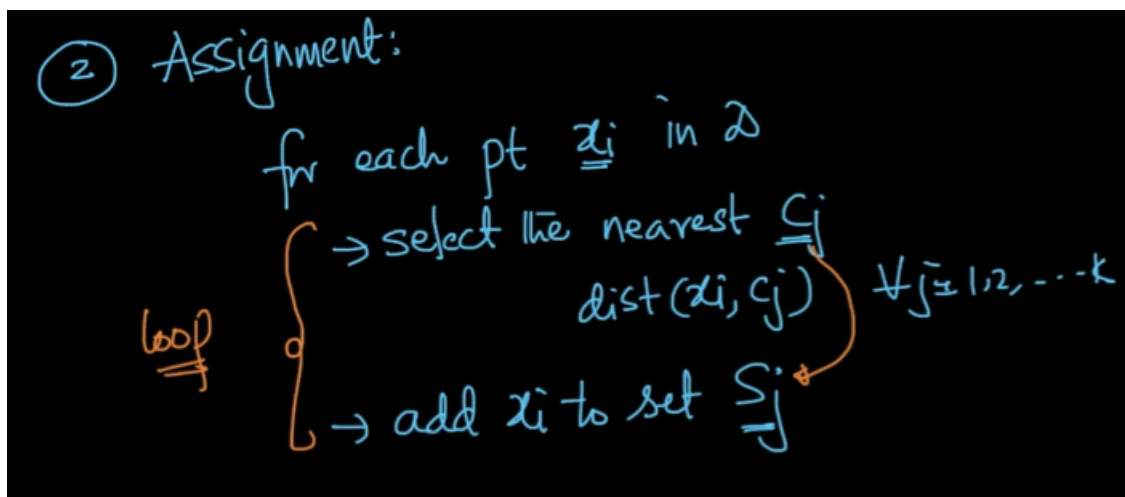 2 Assignment:
for each pt xi in D
→ select the nearest Cj
dist(xi, cj) ∀ j = 1,2, ---k
loop
→ add xi to set Sj